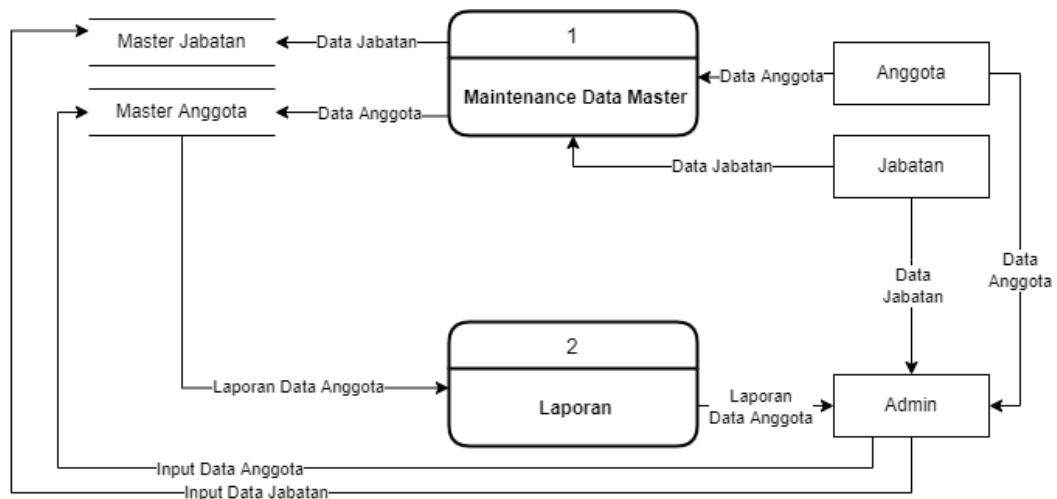 Master Jabatan
Data Jabatan
1
Maintenance Data Master
Data Anggota
Anggota
Master Anggota
Data Anggota
Data Jabatan
Jabatan
Data
Jabatan
Data
Anggota
2
Laporan
Laporan Data Anggota
Laporan
Data Anggota
Admin
Input Data Anggota
Input Data Jabatan